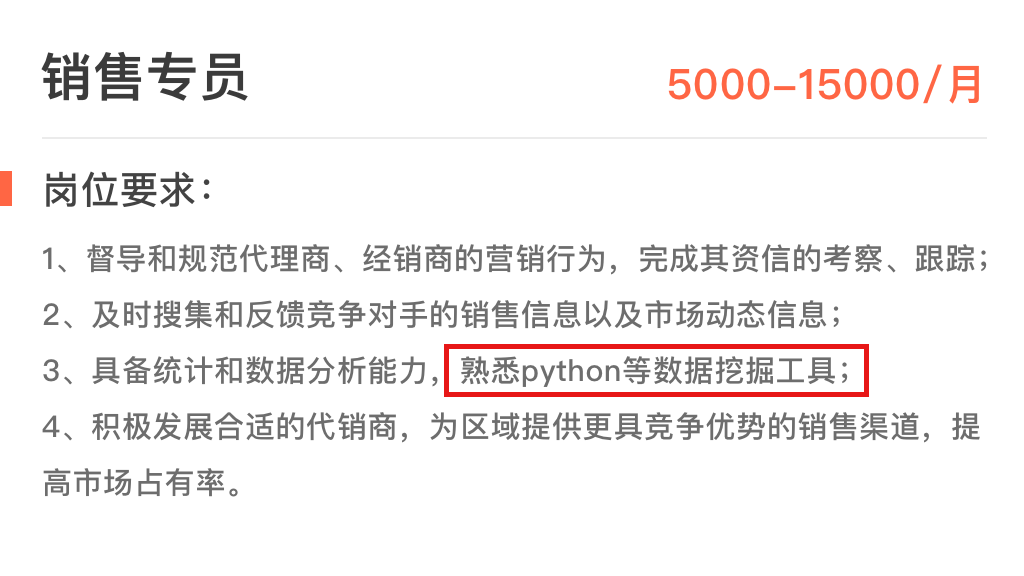 销售专员
5000-15000/月
岗位要求：
1、督导和规范代理商、经销商的营销行为，完成其资信的考察、跟踪；
2、及时搜集和反馈竞争对手的销售信息以及市场动态信息；
3、具备统计和数据分析能力，熟悉python等数据挖掘工具；
4、积极发展合适的代销商，为区域提供更具竞争优势的销售渠道，提
高市场占有率。